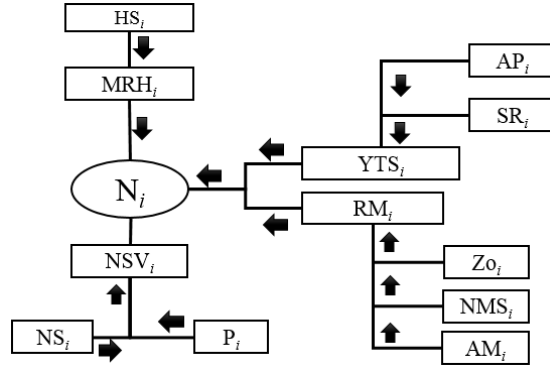 HSᵢ
MRHᵢ
Nᵢ
NSVᵢ
NSᵢ
Pᵢ
APᵢ
SRᵢ
YTSᵢ
RMᵢ
Zoᵢ
NMSᵢ
AMᵢ